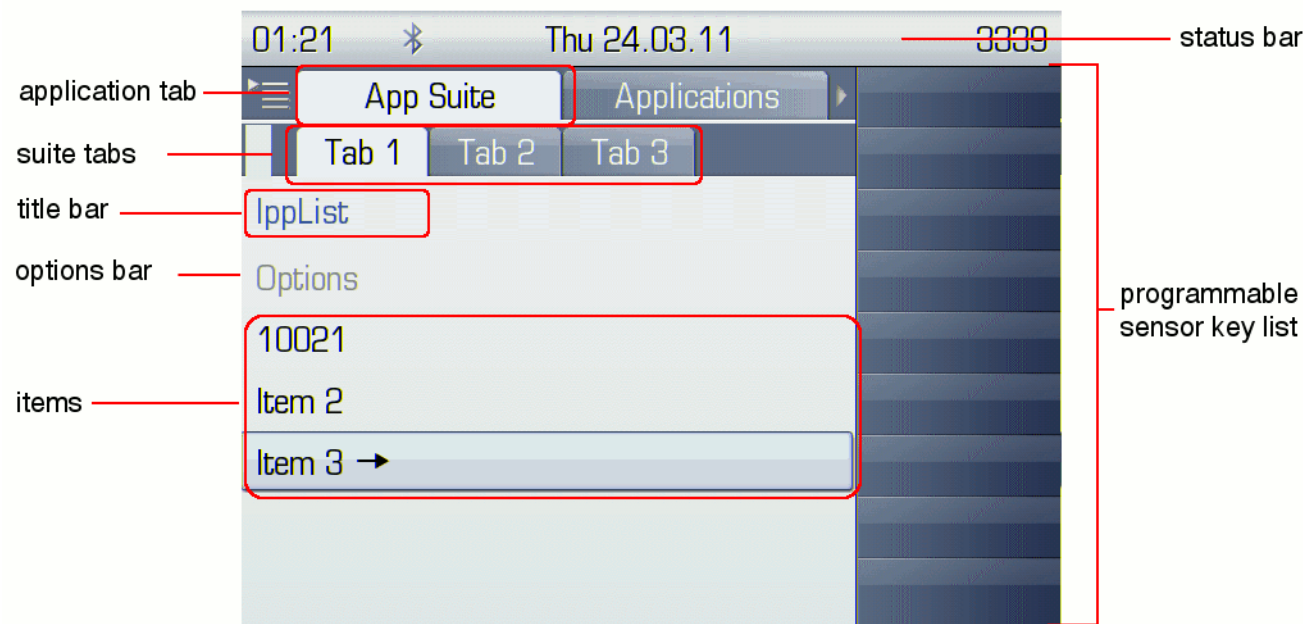 01:21 Thu 24.03.11 3339 status bar
application tab App Suite Applications
suite tabs Tab 1 Tab 2 Tab 3
title bar IppList
options bar Options
programmable
sensor key list
10021
items Item 2
Item 3 →